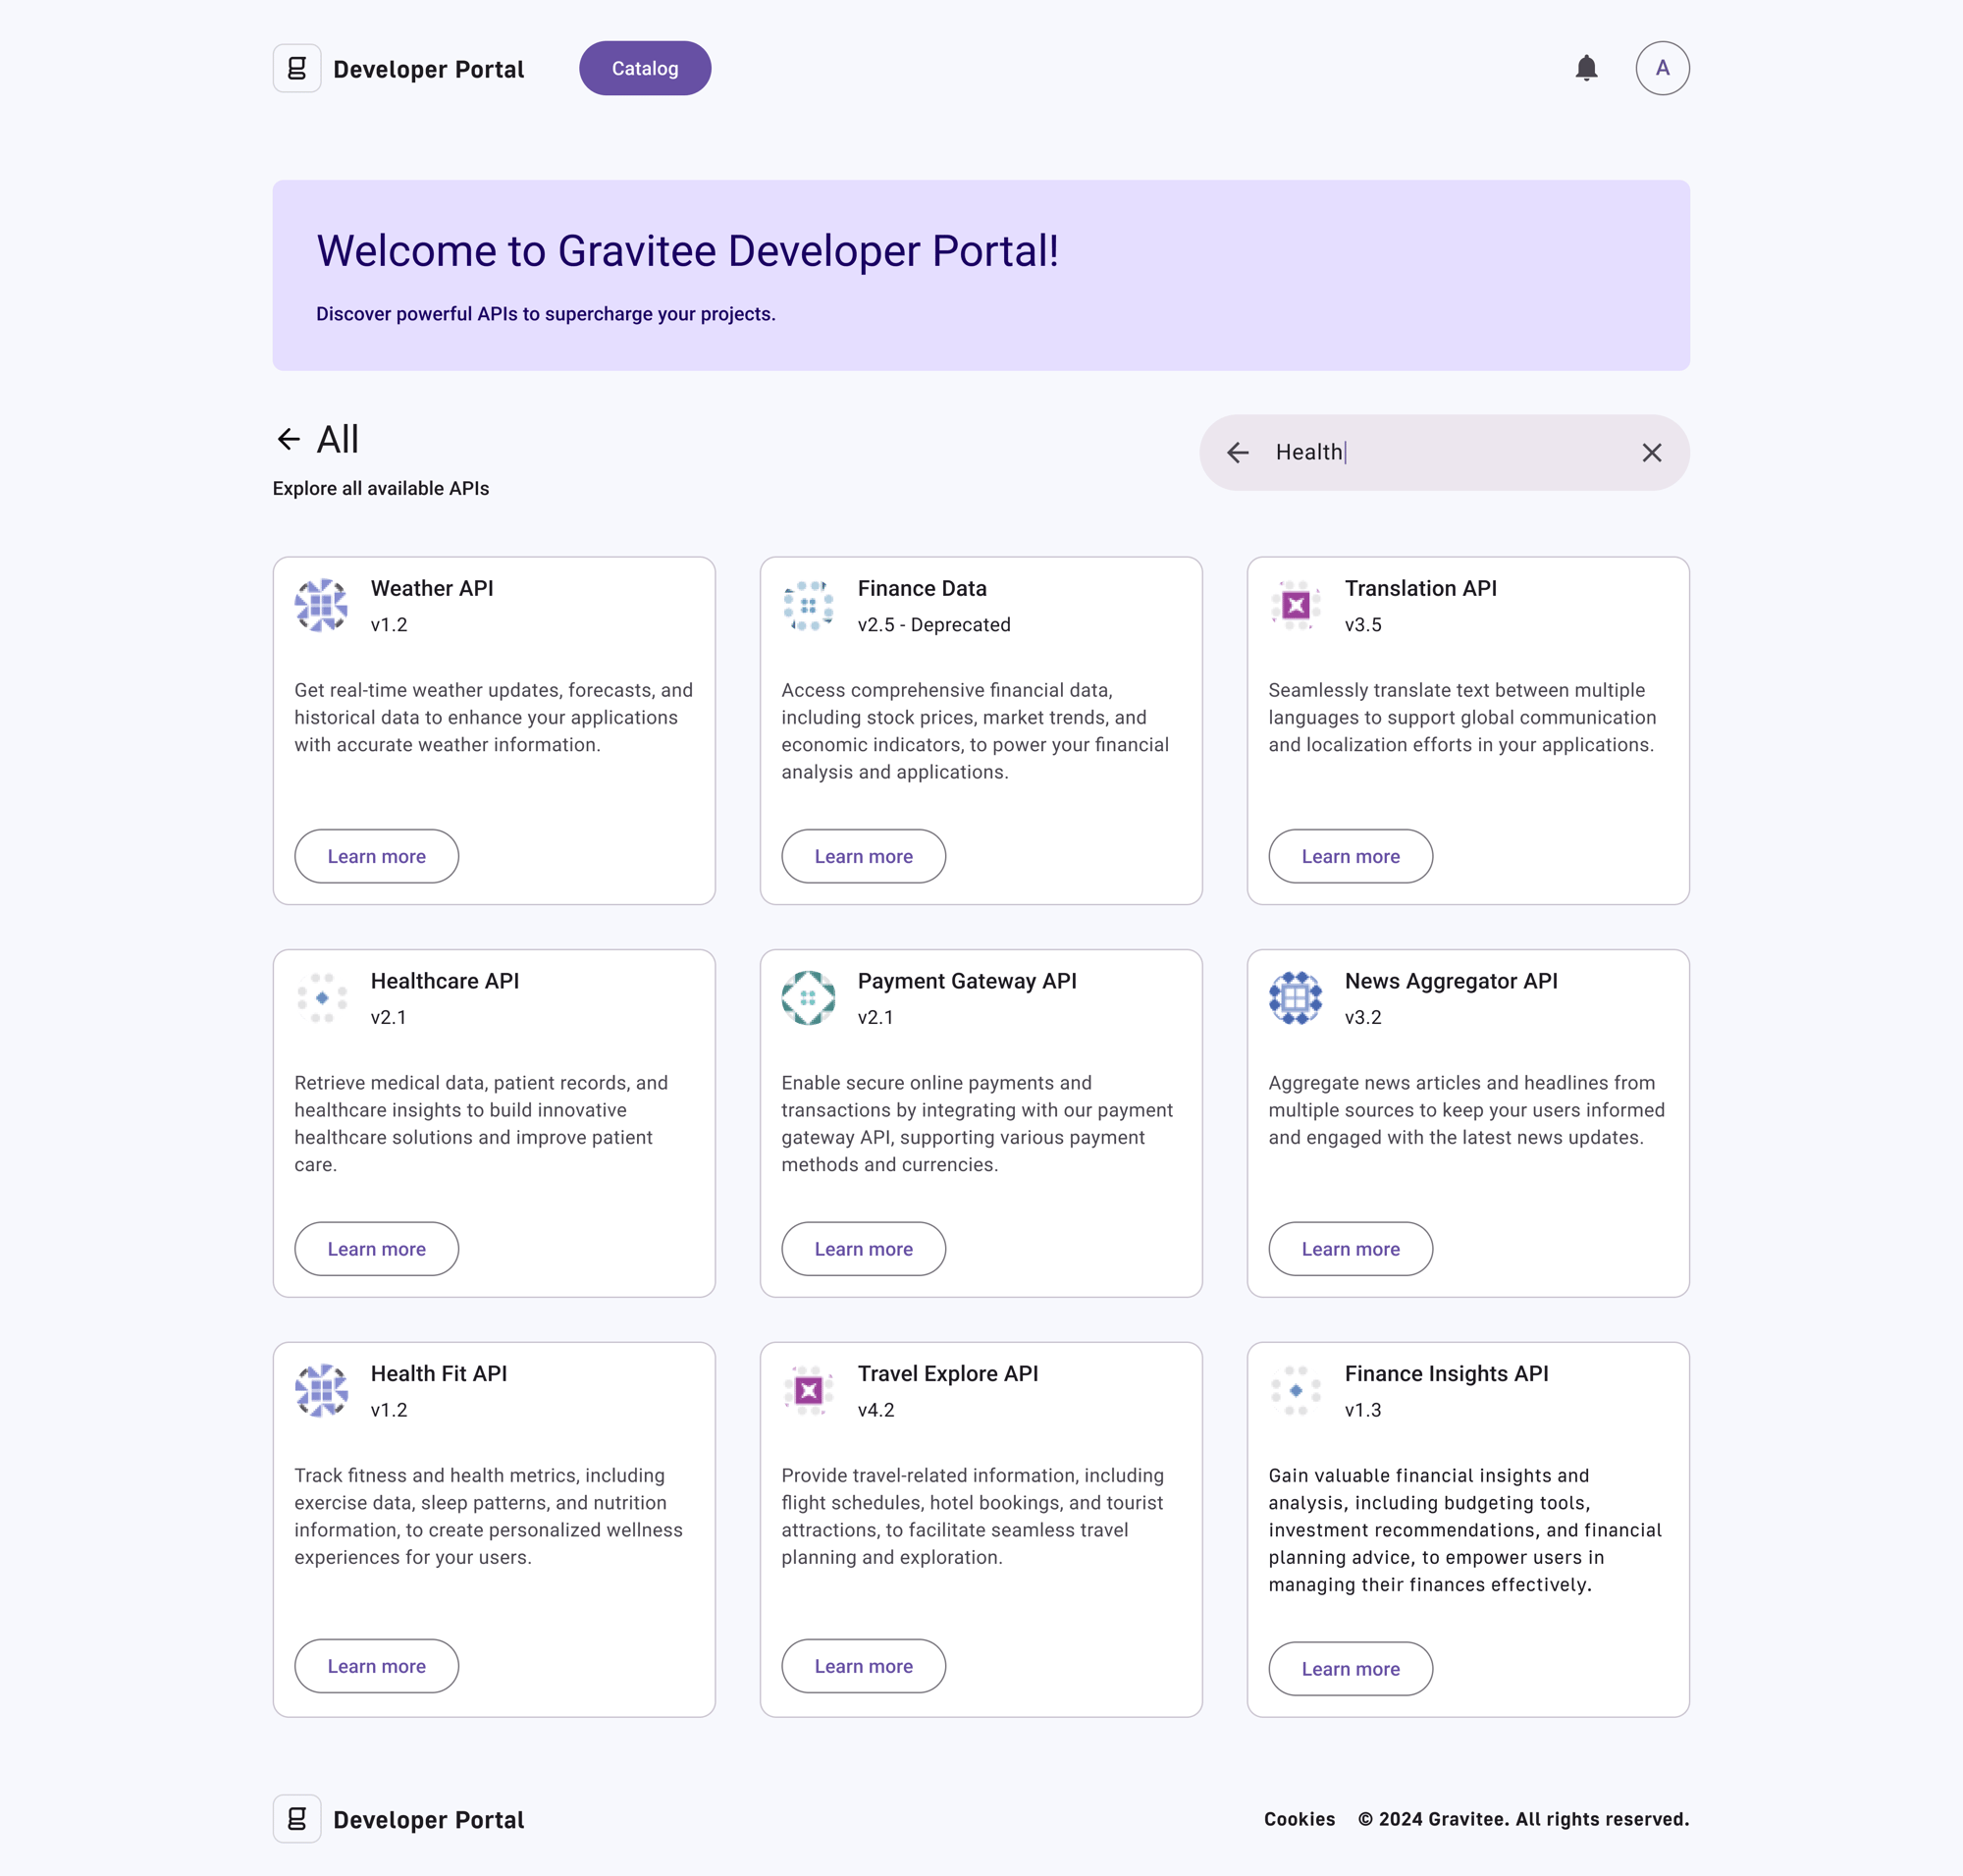 g Developer Portal Catalog A
Welcome to Gravitee Developer Portal!
Discover powerful APIs to supercharge your projects.
All
Health
Explore all available APIs
Weather API
v1.2
Get real-time weather updates, forecasts, and
historical data to enhance your applications
with accurate weather information.
Learn more
Finance Data
v2.5 - Deprecated
Access comprehensive financial data,
including stock prices, market trends, and
economic indicators, to power your financial
analysis and applications.
Learn more
Translation API
v3.5
Seamlessly translate text between multiple
languages to support global communication
and localization efforts in your applications.
Learn more
Healthcare API
v2.1
Retrieve medical data, patient records, and
healthcare insights to build innovative
healthcare solutions and improve patient
care.
Learn more
Payment Gateway API
v2.1
Enable secure online payments and
transactions by integrating with our payment
gateway API, supporting various payment
methods and currencies.
Learn more
News Aggregator API
v3.2
Aggregate news articles and headlines from
multiple sources to keep your users informed
and engaged with the latest news updates.
Learn more
Health Fit API
v1.2
Track fitness and health metrics, including
exercise data, sleep patterns, and nutrition
information, to create personalized wellness
experiences for your users.
Learn more
Travel Explore API
v4.2
Provide travel-related information, including
flight schedules, hotel bookings, and tourist
attractions, to facilitate seamless travel
planning and exploration.
Learn more
Finance Insights API
v1.3
Gain valuable financial insights and
analysis, including budgeting tools,
investment recommendations, and financial
planning advice, to empower users in
managing their finances effectively.
Learn more
g Developer Portal
Cookies © 2024 Gravitee. All rights reserved.